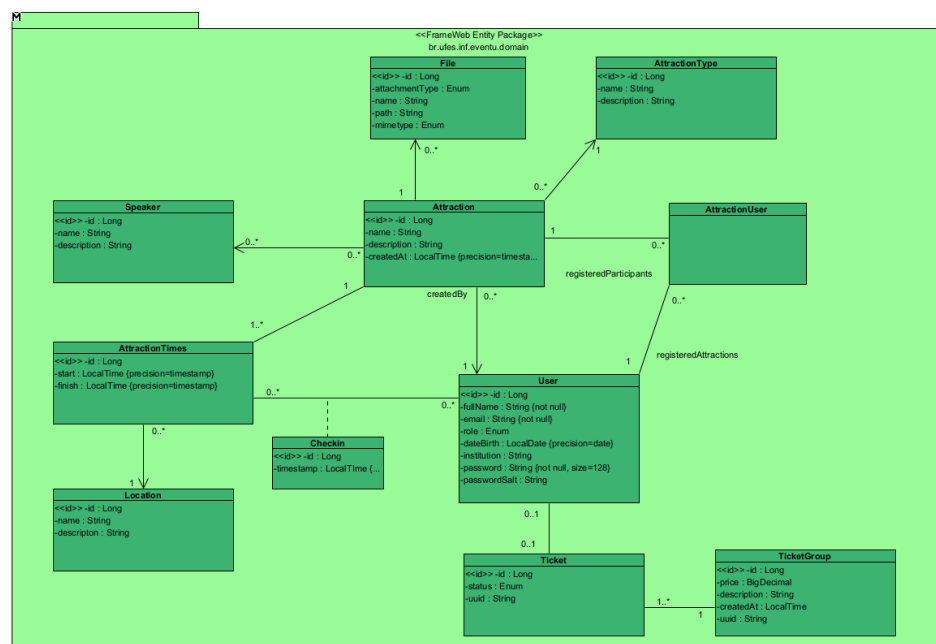 M
<<FrameWeb Entity Package>>
br.ufes.inf.eventu.domain
File
<<id>> -id : Long
-attachmentType : Enum
-name : String
-path : String
-mimetype : Enum
AttractionType
<<id>> -id : Long
-name : String
-description : String
0..*
1
1
0..*
Speaker
<<id>> -id : Long
-name : String
-description : String
Attraction
<<id>> -id : Long
-name : String
-description : String
-createdAt : LocalTime {precision=timesta...
AttractionUser
0..*
0..*
1
0..*
registeredParticipants
1
createdBy
0..*
0..*
1..*
AttractionTimes
<<id>> -id : Long
-start : LocalTime {precision=timestamp}
-finish : LocalTime {precision=timestamp}
registeredAttractions
1
1
User
<<id>> -id : Long
-fullName : String {not null}
-email : String {not null}
-role : Enum
-dateBirth : LocalDate {precision=date}
-institution : String
-password : String {not null, size=128}
-passwordSalt : String
0..*
0..*
Checkin
<<id>> -id : Long
-timestamp : LocalTIme {...
0..*
1
Location
<<id>> -id : Long
-name : String
-descripton : String
0..1
0..1
Ticket
<<id>> -id : Long
-status : Enum
-uuid : String
TicketGroup
<<id>> -id : Long
-price : BigDecimal
-description : String
-createdAt : LocalTime
-uuid : String
1..*
1